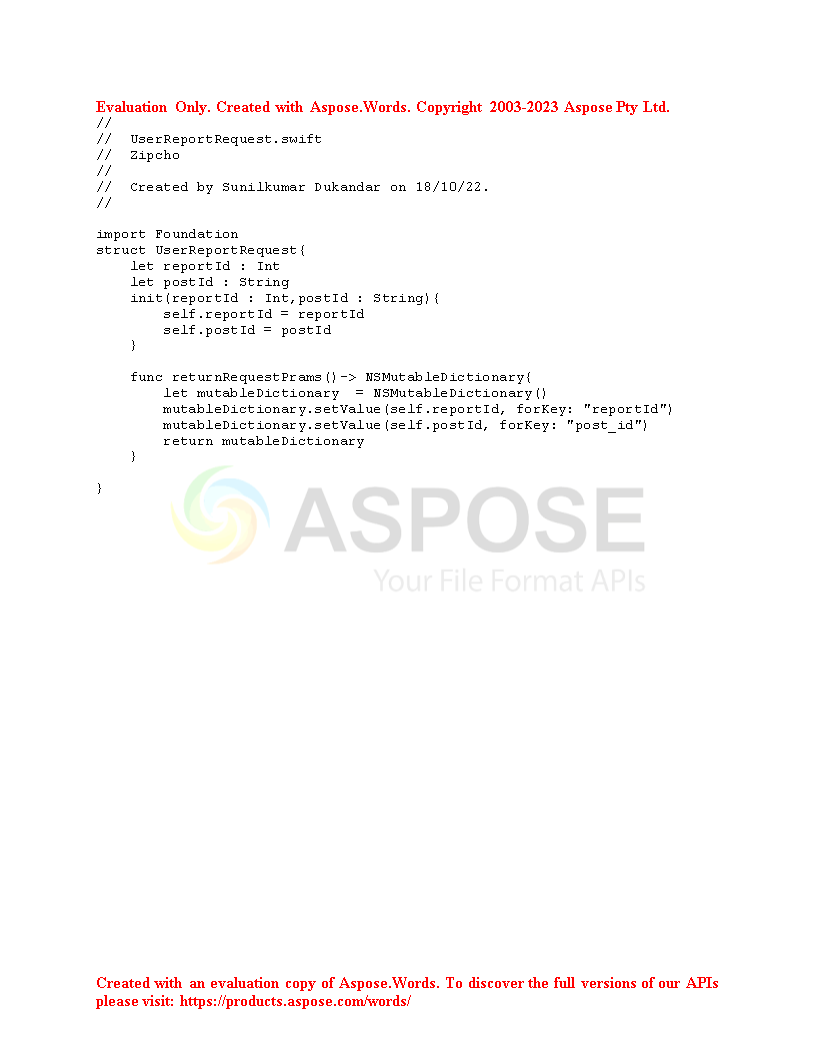 Evaluation Only. Created with Aspose.Words. Copyright 2003-2023 Aspose Pty Ltd.
//
//  UserReportRequest.swift
//  Zipcho
//
//  Created by Sunilkumar Dukandar on 18/10/22.
//
import Foundation
struct UserReportRequest{
    let reportId : Int
    let postId : String
    init(reportId : Int,postId : String){
        self.reportId = reportId
        self.postId = postId
    }
    func returnRequestPrams()-> NSMutableDictionary{
        let mutableDictionary  = NSMutableDictionary()
        mutableDictionary.setValue(self.reportId, forKey: "reportId")
        mutableDictionary.setValue(self.postId, forKey: "post_id")
        return mutableDictionary
    }
}
ASPOSE
Your File Format APIs
Created with an evaluation copy of Aspose.Words. To discover the full versions of our APIs
please visit: https://products.aspose.com/words/